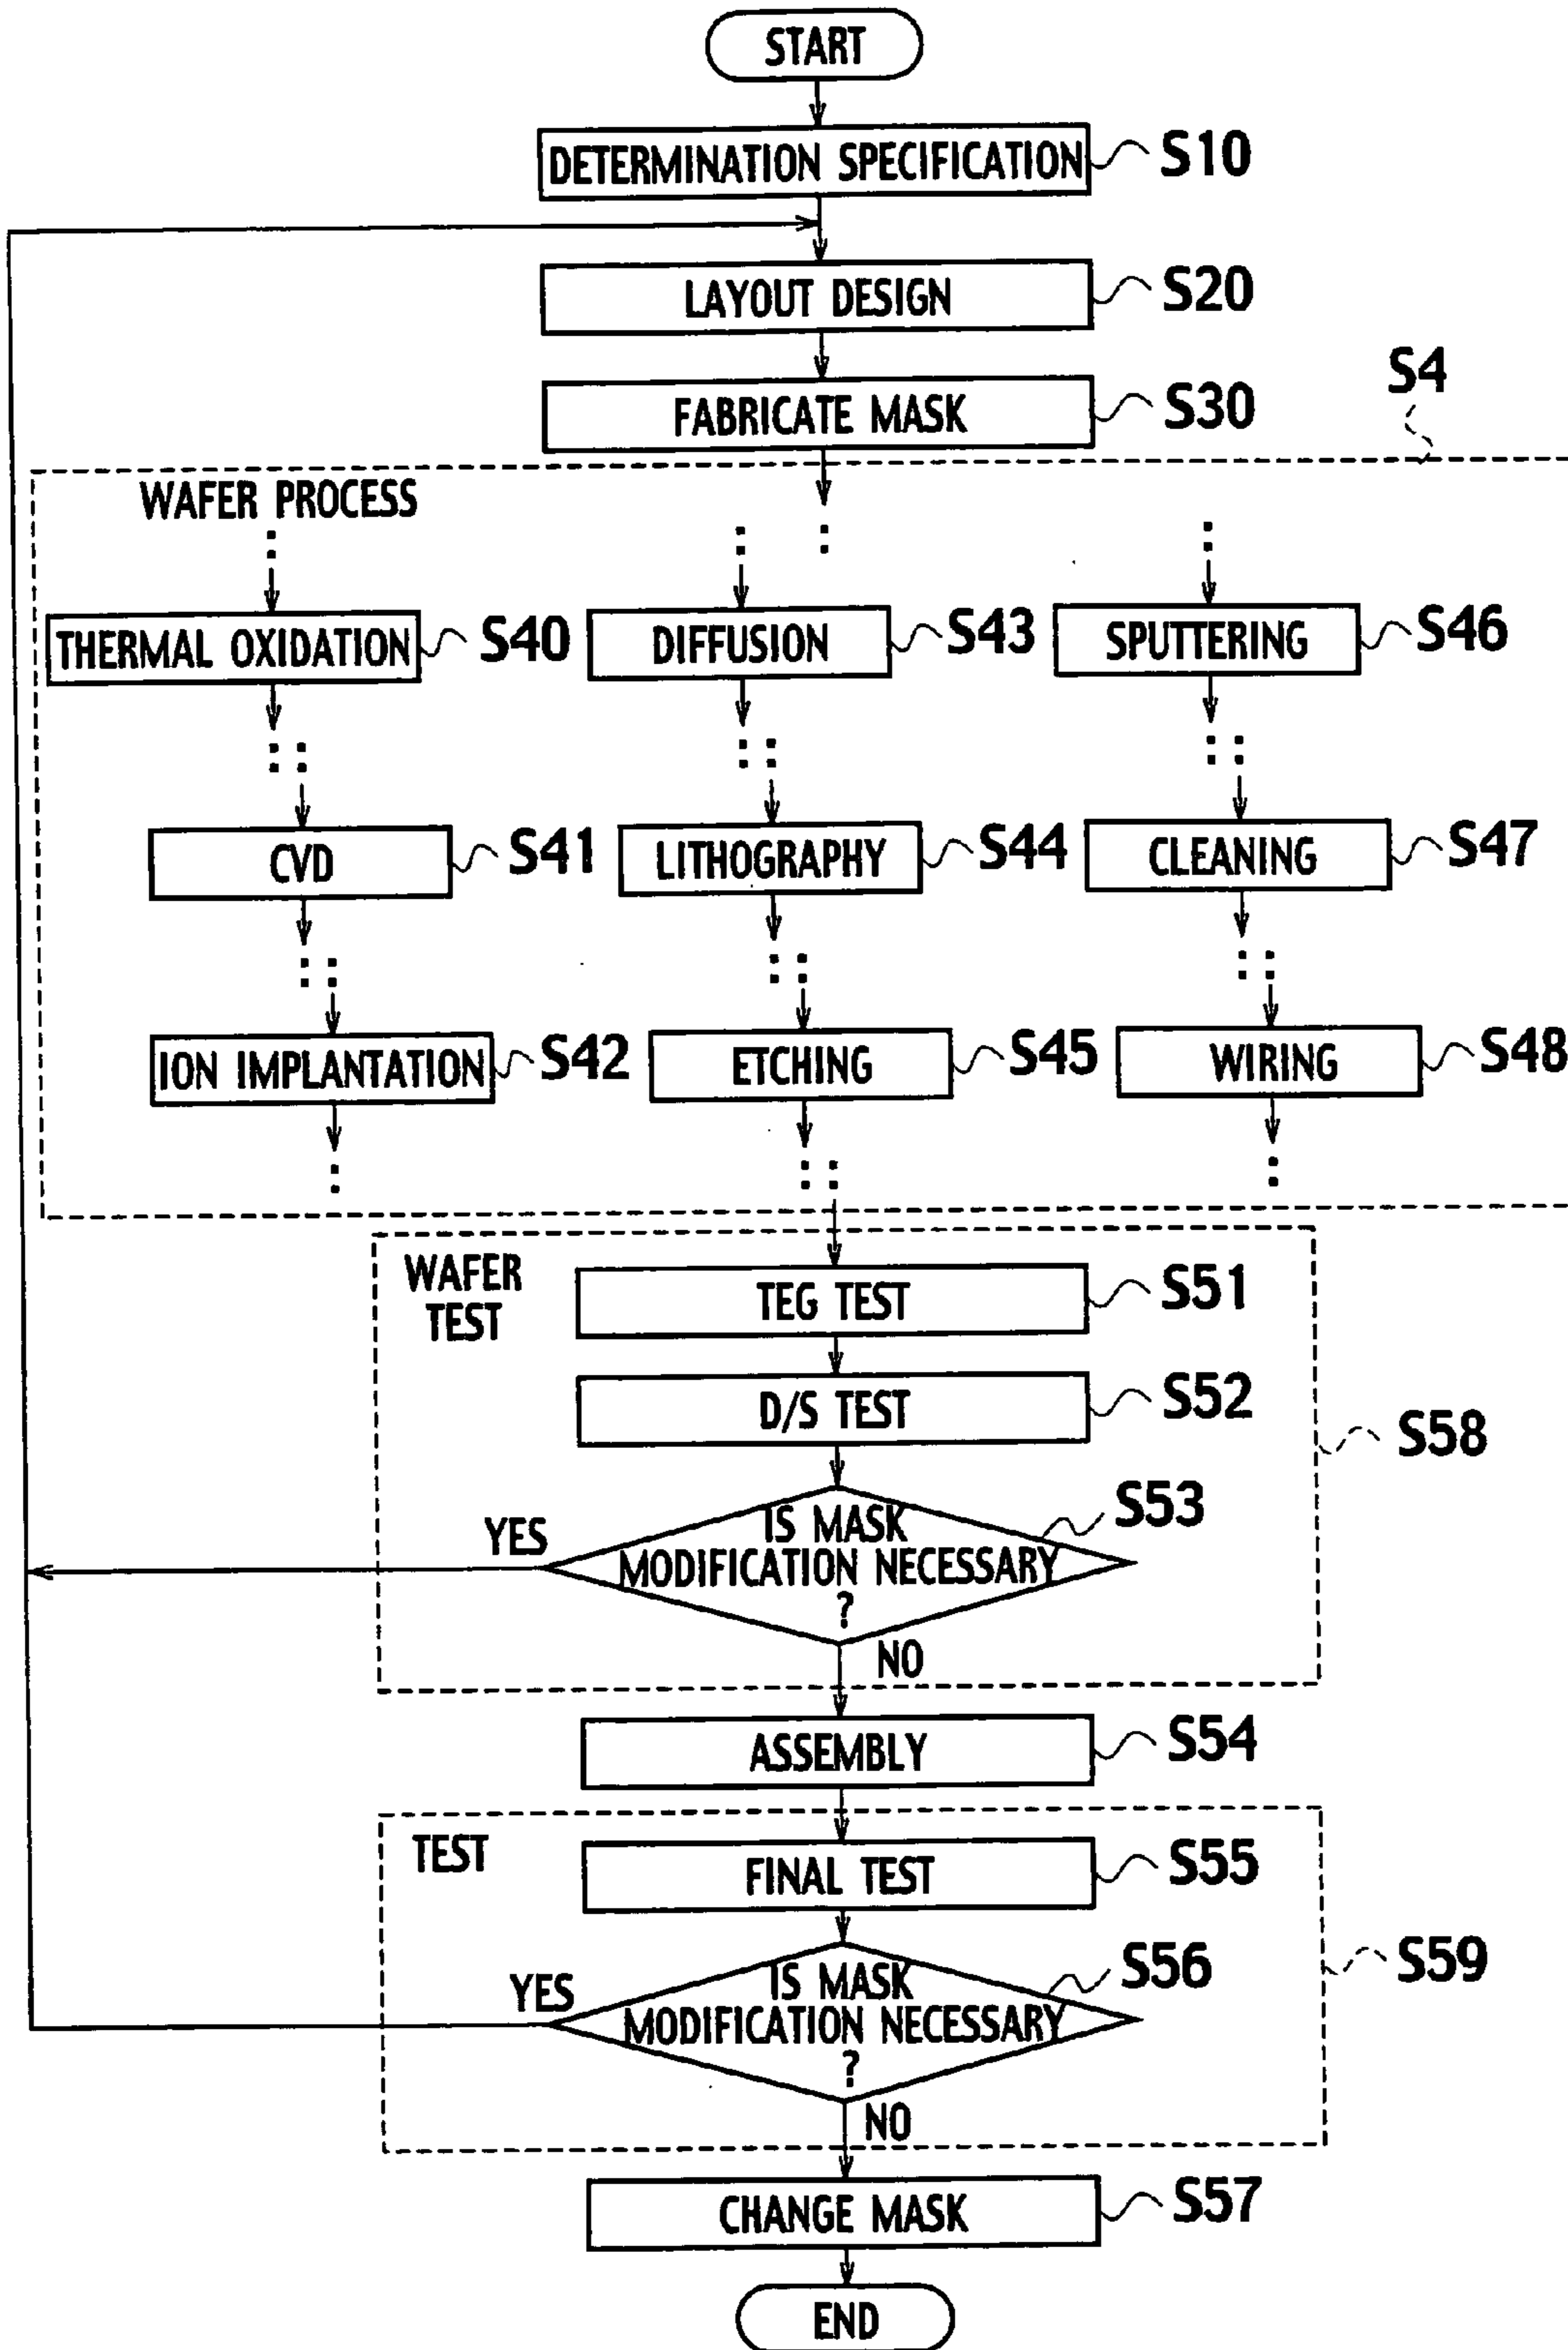 START
DETERMINATION SPECIFICATION S10
LAYOUT DESIGN S20
FABRICATE MASK S30
S4
WAFER PROCESS
THERMAL OXIDATION S40 DIFFUSION S43 SPUTTERING S46
CVD S41 LITHOGRAPHY S44 CLEANING S47
ION IMPLANTATION S42 ETCHING S45 WIRING S48
WAFER
TEST
TEG TEST S51
D/S TEST S52
S58
S53
YES
IS MASK
MODIFICATION NECESSARY
?
NO
ASSEMBLY S54
TEST
FINAL TEST S55
S56
S59
YES
IS MASK
MODIFICATION NECESSARY
?
NO
CHANGE MASK S57
END